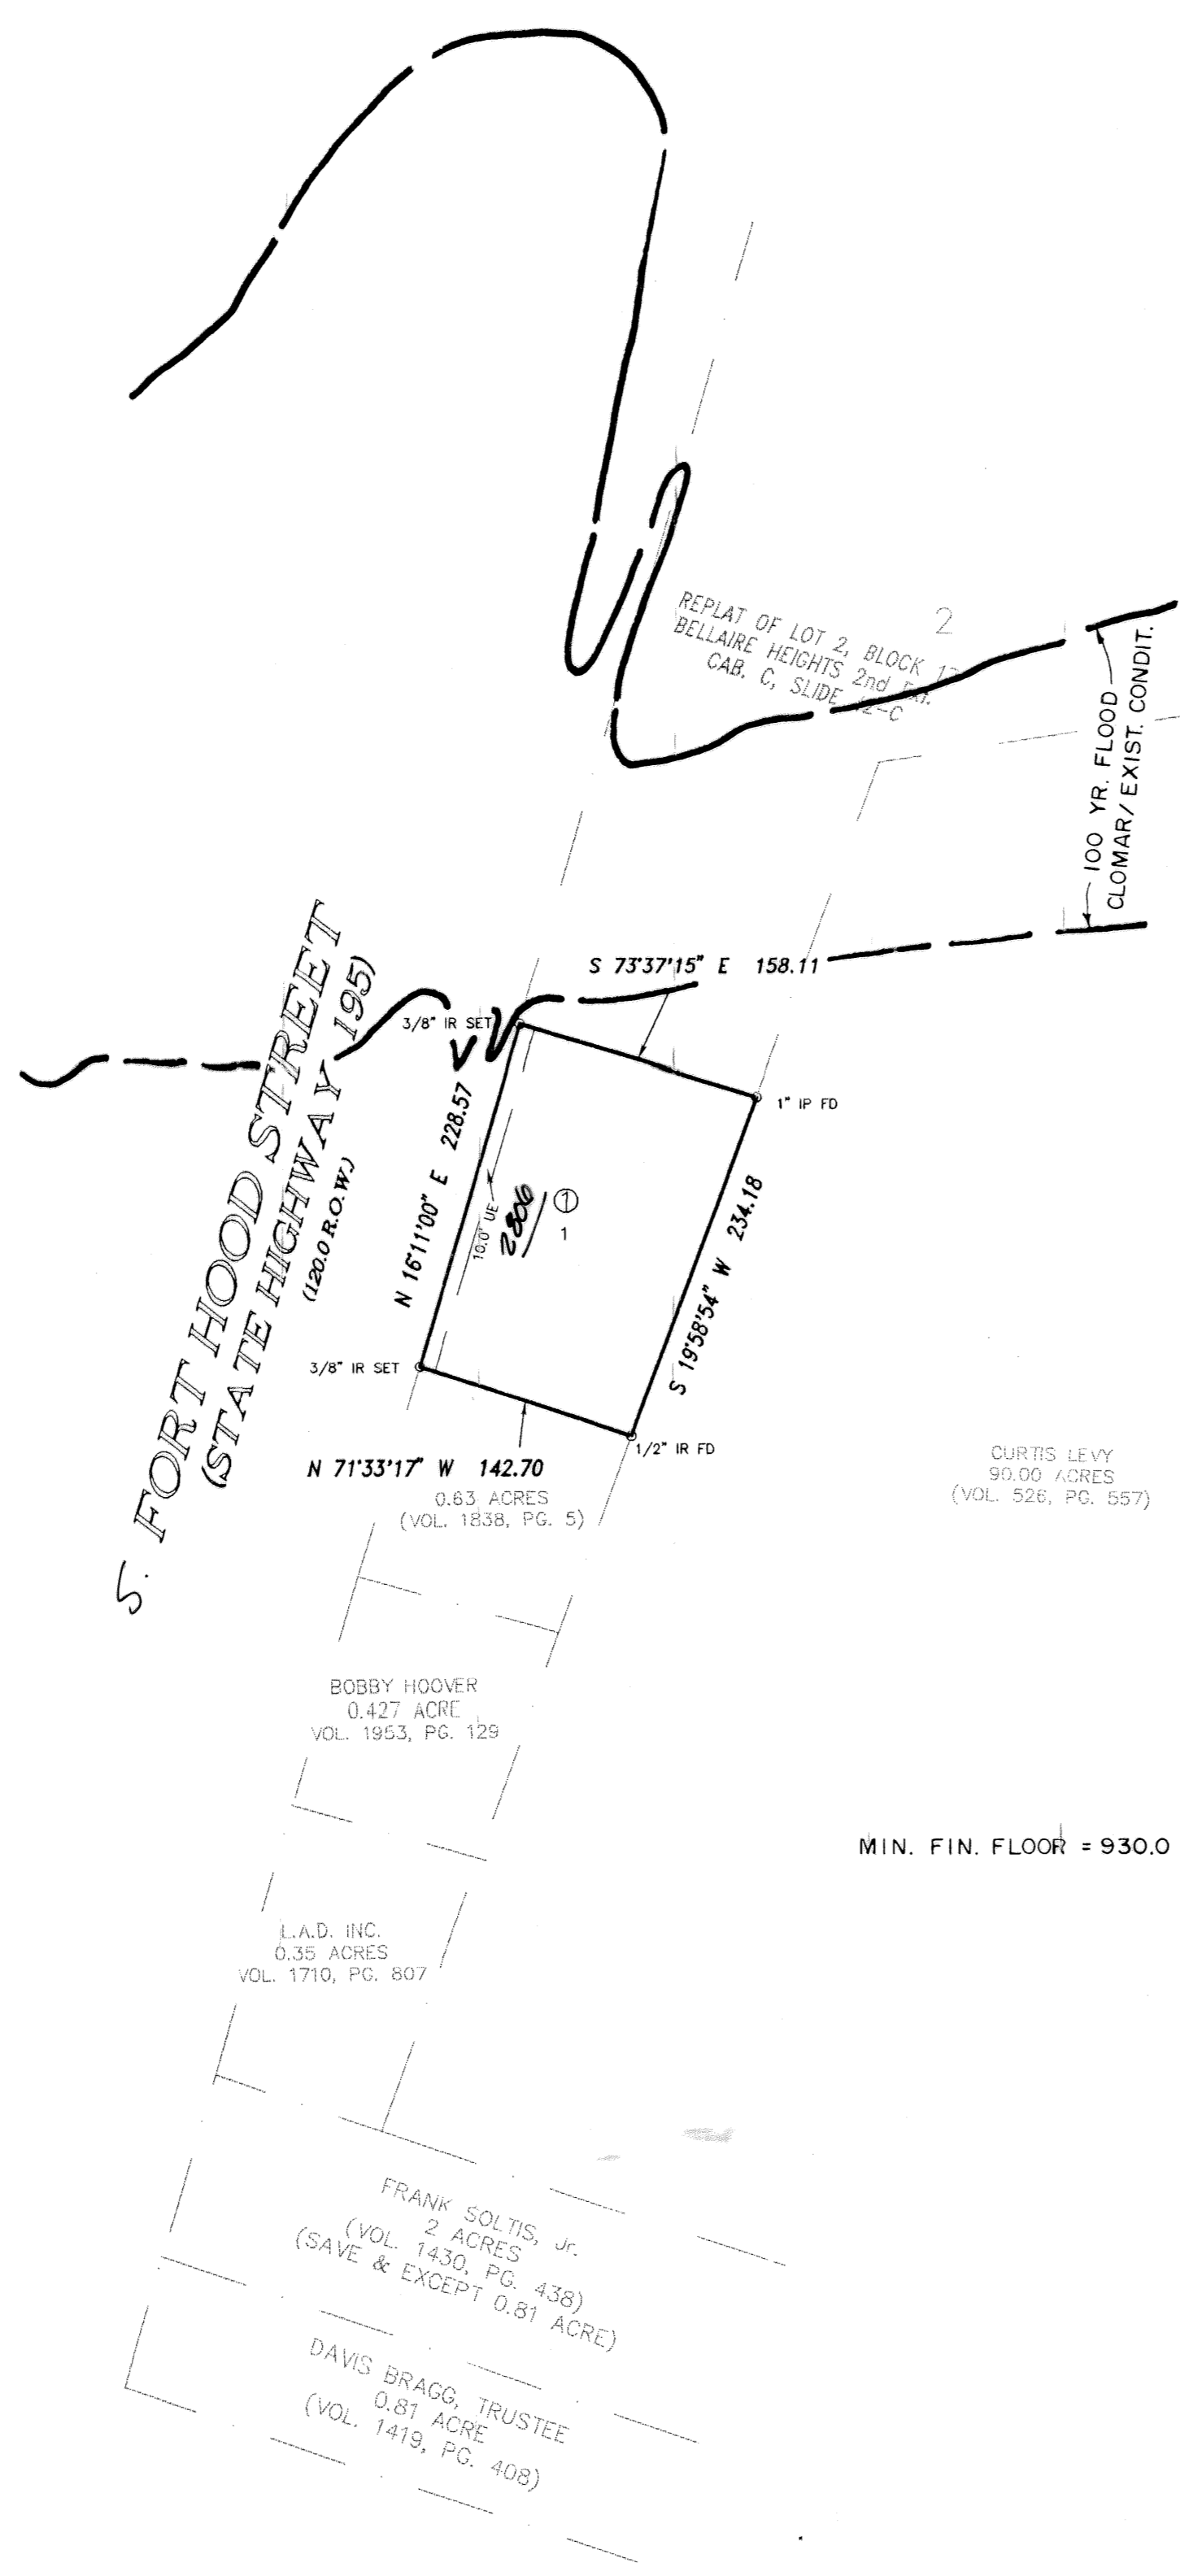 REPLAT OF LOT 2, BLOCK
BELLAIRE HEIGHTS 2nd Ext.
CAB. C, SLIDE
2
100 YR. FLOOD
CLOMAR/ EXIST. CONDIT.
S 73°37'15" E 158.11
3/8" IR SET
1" IP FD
N 16°11'00" E 228.57
10.0' UE
2806
1
1
S 19°58'54" W 234.18
S. FORT HOOD STREET
(STATE HIGHWAY 195)
(120.0 R.O.W.)
3/8" IR SET
1/2" IR FD
N 71°33'17" W 142.70
0.63 ACRES
(VOL. 1838, PG. 5)
CURTIS LEVY
90.00 ACRES
(VOL. 526, PG. 557)
BOBBY HOOVER
0.427 ACRE
VOL. 1953, PG. 129
MIN. FIN. FLOOR = 930.0
L.A.D. INC.
0.35 ACRES
VOL. 1710, PG. 807
FRANK SOLTIS, Jr.
2 ACRES
(VOL. 1430, PG. 438)
(SAVE & EXCEPT 0.81 ACRE)
DAVIS BRAGG, TRUSTEE
0.81 ACRE
(VOL. 1419, PG. 408)